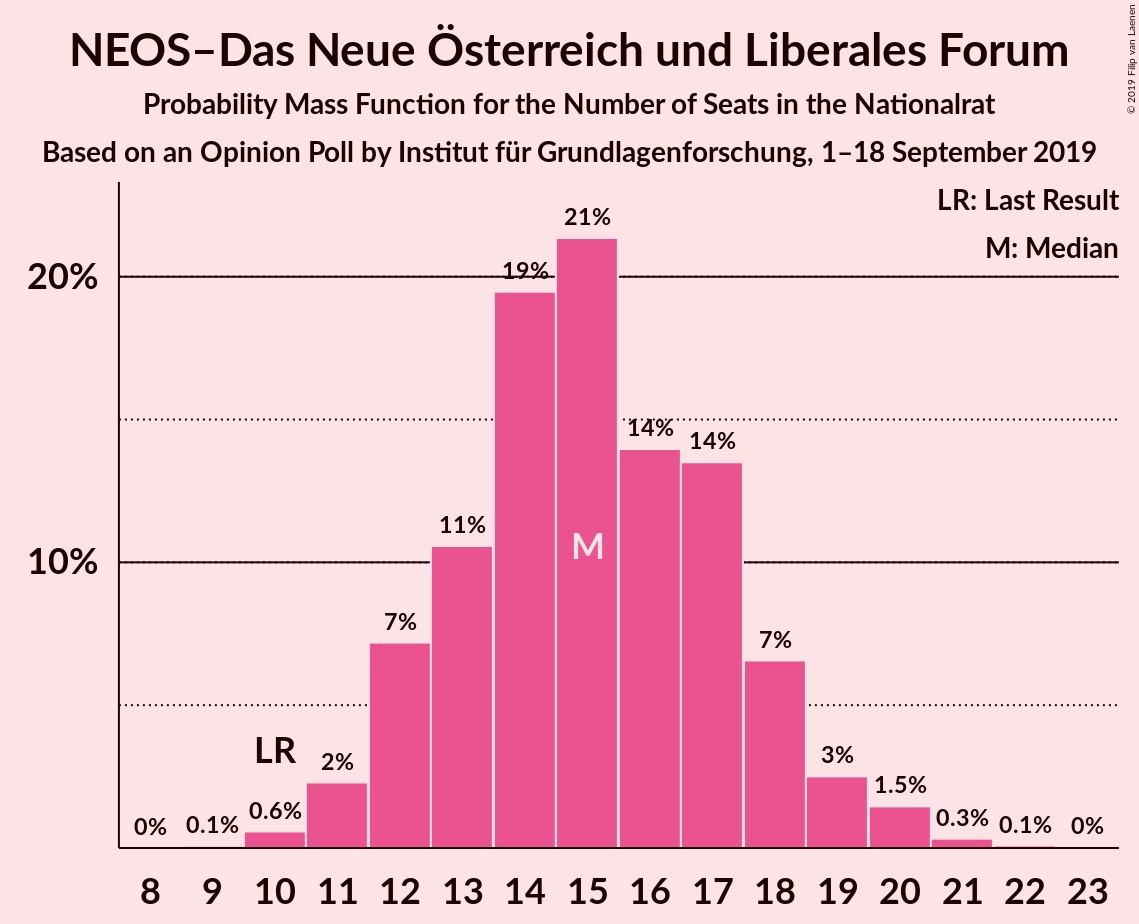 NEOS–Das Neue Österreich und Liberales Forum
Probability Mass Function for the Number of Seats in the Nationalrat
Based on an Opinion Poll by Institut für Grundlagenforschung, 1–18 September 2019
© 2019 Filip van Laenen
LR: Last Result
M: Median
20%
10%
0%
0.1%
0.6%
LR
2%
7%
11%
19%
21%
M
14%
14%
7%
3%
1.5%
0.3%
0.1%
0%
8 9 10 11 12 13 14 15 16 17 18 19 20 21 22 23